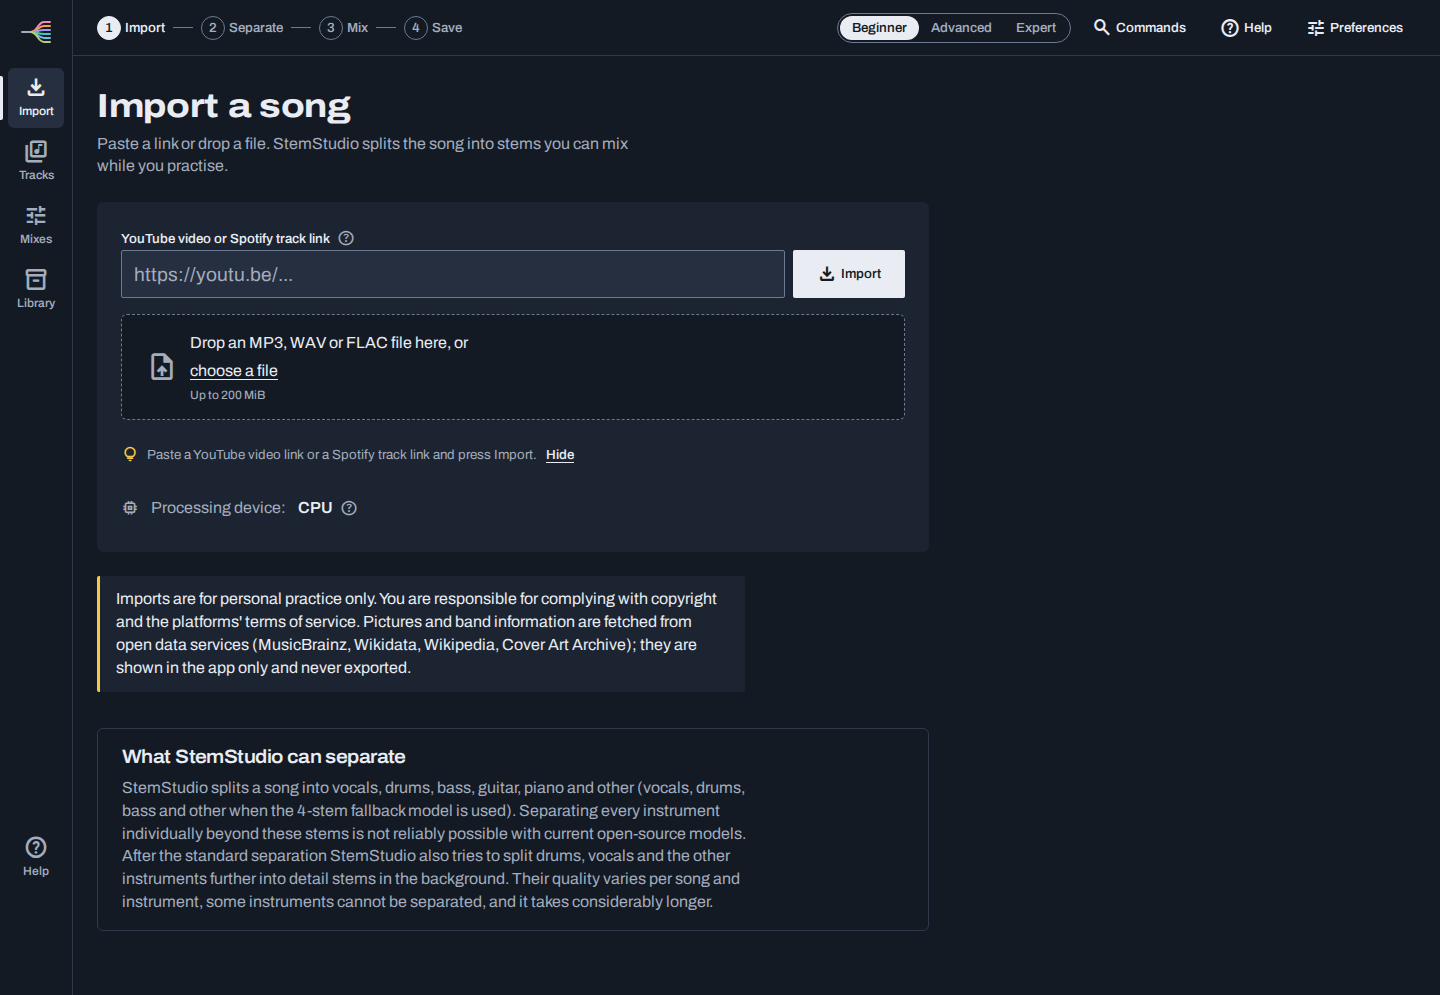 1 Import 2 Separate 3 Mix 4 Save Beginner Advanced Expert Commands Help Preferences
Import
Tracks
Mixes
Library
Help
Import a song
Paste a link or drop a file. StemStudio splits the song into stems you can mix
while you practise.
YouTube video or Spotify track link
https://youtu.be/...
Import
Drop an MP3, WAV or FLAC file here, or
choose a file
Up to 200 MiB
Paste a YouTube video link or a Spotify track link and press Import. Hide
Processing device: CPU
Imports are for personal practice only. You are responsible for complying with copyright
and the platforms' terms of service. Pictures and band information are fetched from
open data services (MusicBrainz, Wikidata, Wikipedia, Cover Art Archive); they are
shown in the app only and never exported.
What StemStudio can separate
StemStudio splits a song into vocals, drums, bass, guitar, piano and other (vocals, drums,
bass and other when the 4-stem fallback model is used). Separating every instrument
individually beyond these stems is not reliably possible with current open-source models.
After the standard separation StemStudio also tries to split drums, vocals and the other
instruments further into detail stems in the background. Their quality varies per song and
instrument, some instruments cannot be separated, and it takes considerably longer.